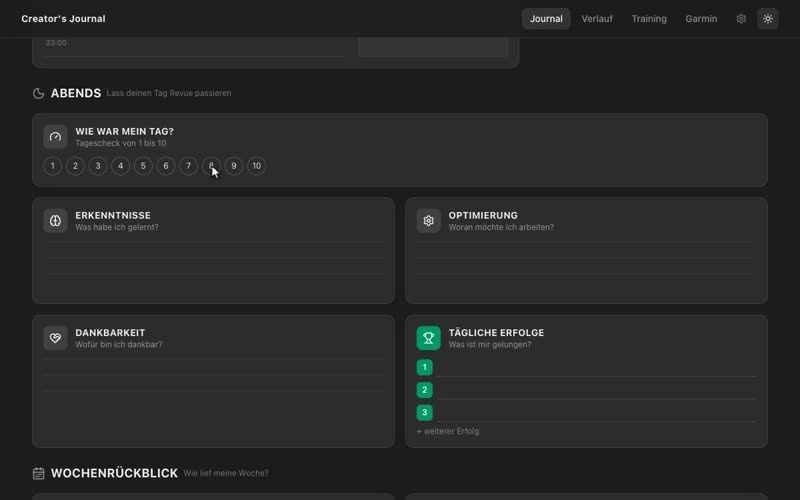 Creator's Journal
Journal
Verlauf
Training
Garmin
23:00
ABENDS Lass deinen Tag Revue passieren
WIE WAR MEIN TAG?
Tagescheck von 1 bis 10
1 2 3 4 5 6 7 8 9 10
ERKENNTNISSE
Was habe ich gelernt?
OPTIMIERUNG
Woran möchte ich arbeiten?
DANKBARKEIT
Wofür bin ich dankbar?
TÄGLICHE ERFOLGE
Was ist mir gelungen?
1
2
3
+ weiterer Erfolg
WOCHENRÜCKBLICK Wie lief meine Woche?